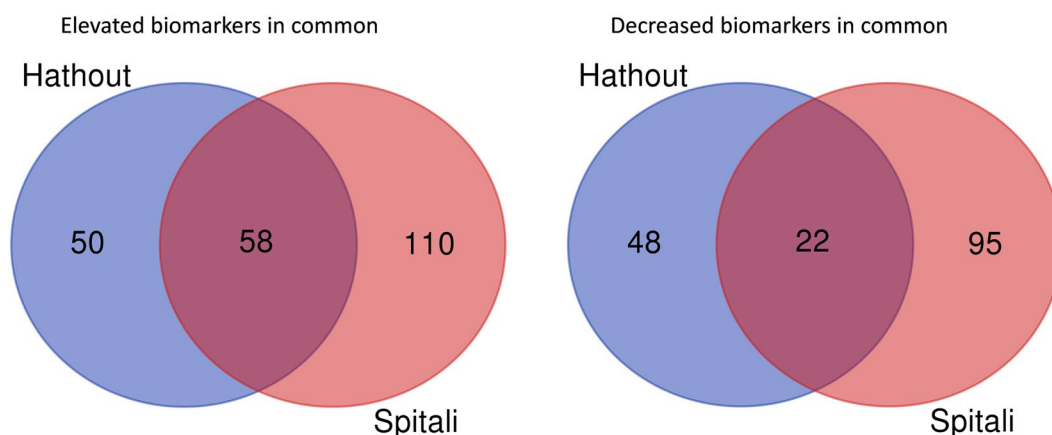 Elevated biomarkers in common
Hathout
50
58
110
Spitali
Decreased biomarkers in common
Hathout
48
22
95
Spitali